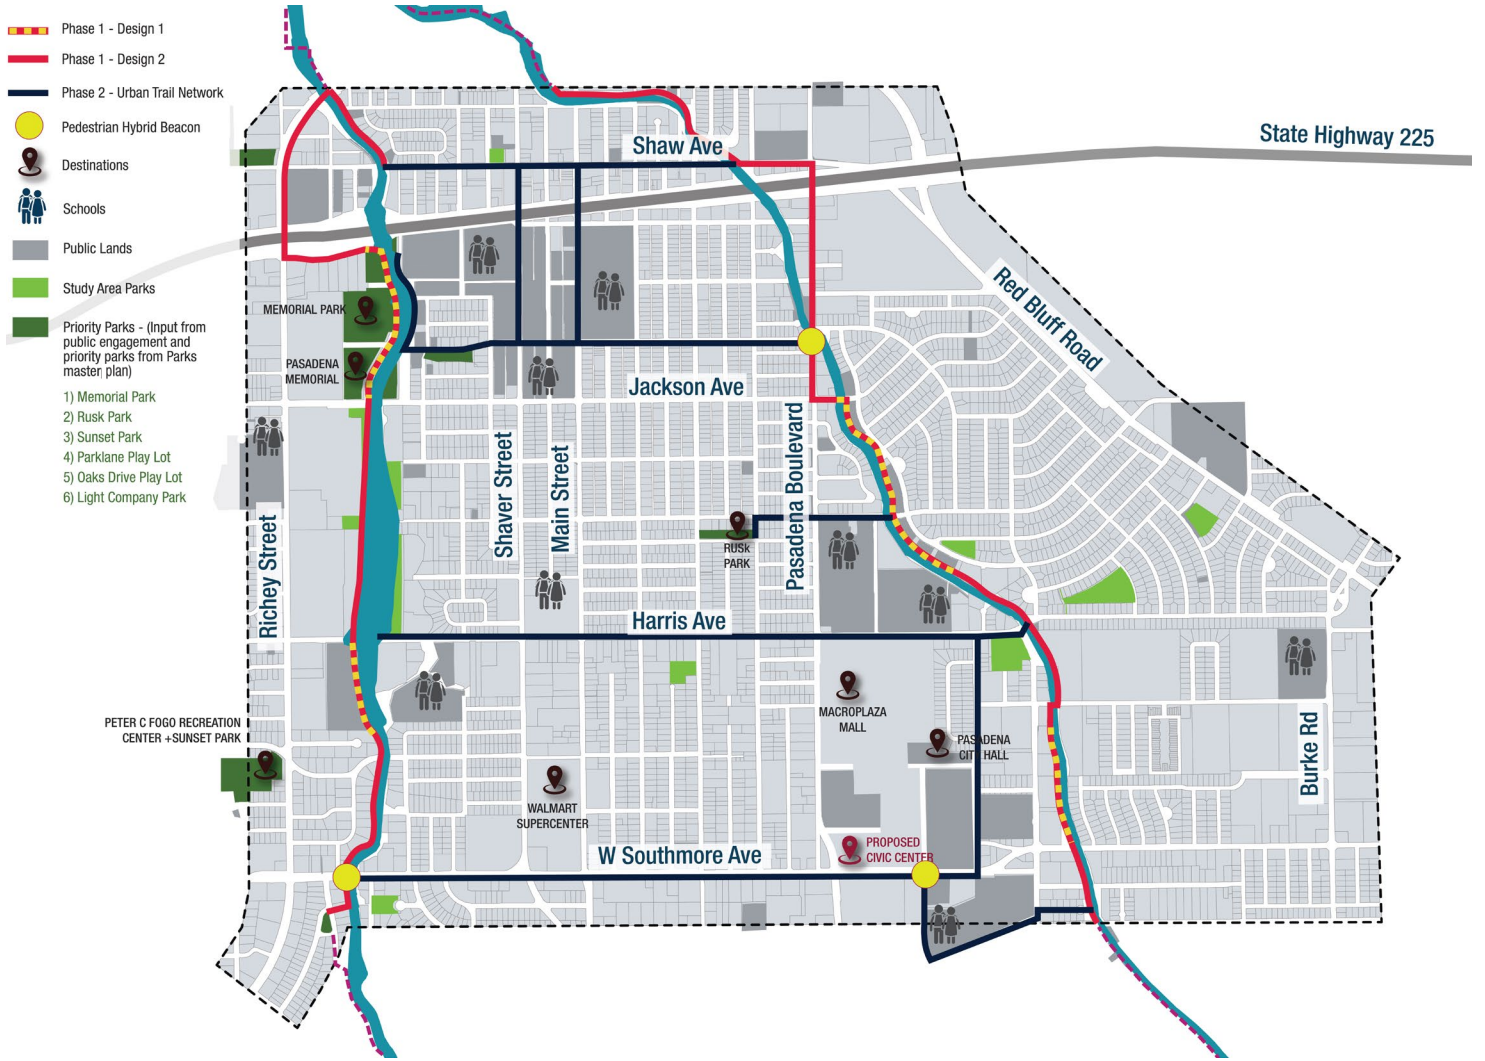 Phase 1 - Design 1
Phase 1 - Design 2
Phase 2 - Urban Trail Network
Pedestrian Hybrid Beacon
Destinations
Schools
Public Lands
Study Area Parks
Priority Parks - (Input from
public engagement and
priority parks from Parks
master plan)
1) Memorial Park
2) Rusk Park
3) Sunset Park
4) Parklane Play Lot
5) Oaks Drive Play Lot
6) Light Company Park
State Highway 225
Shaw Ave
Red Bluff Road
MEMORIAL PARK
PASADENA
MEMORIAL
Jackson Ave
Shaver Street
Main Street
Pasadena Boulevard
Richey Street
RUSK
PARK
Harris Ave
MACROPLAZA
MALL
PASADENA
CITY HALL
Burke Rd
PETER C FOGO RECREATION
CENTER +SUNSET PARK
WALMART
SUPERCENTER
PROPOSED
CIVIC CENTER
W Southmore Ave